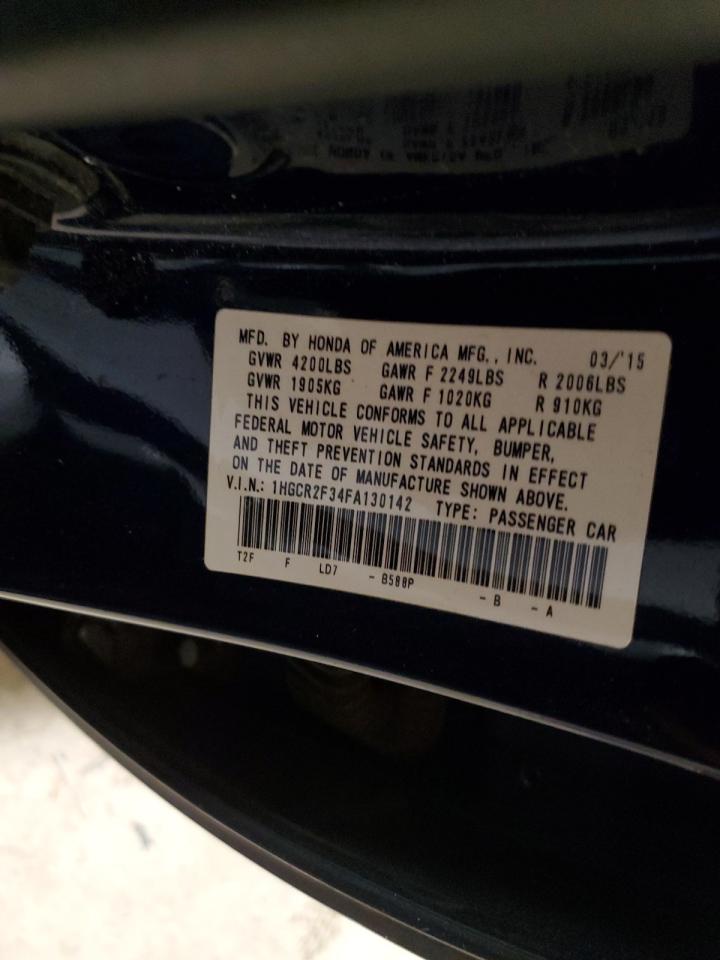 MFD. BY HONDA OF AMERICA MFG., INC. 03/'15
GVWR 4200LBS GAWR F 2249LBS R 2006LBS
GVWR 1905KG GAWR F 1020KG R 910KG
THIS VEHICLE CONFORMS TO ALL APPLICABLE
FEDERAL MOTOR VEHICLE SAFETY, BUMPER,
AND THEFT PREVENTION STANDARDS IN EFFECT
ON THE DATE OF MANUFACTURE SHOWN ABOVE.
V.I.N.: 1HGCR2F34FA130142 TYPE: PASSENGER CAR
T2F F LD7 - B588P - B - A